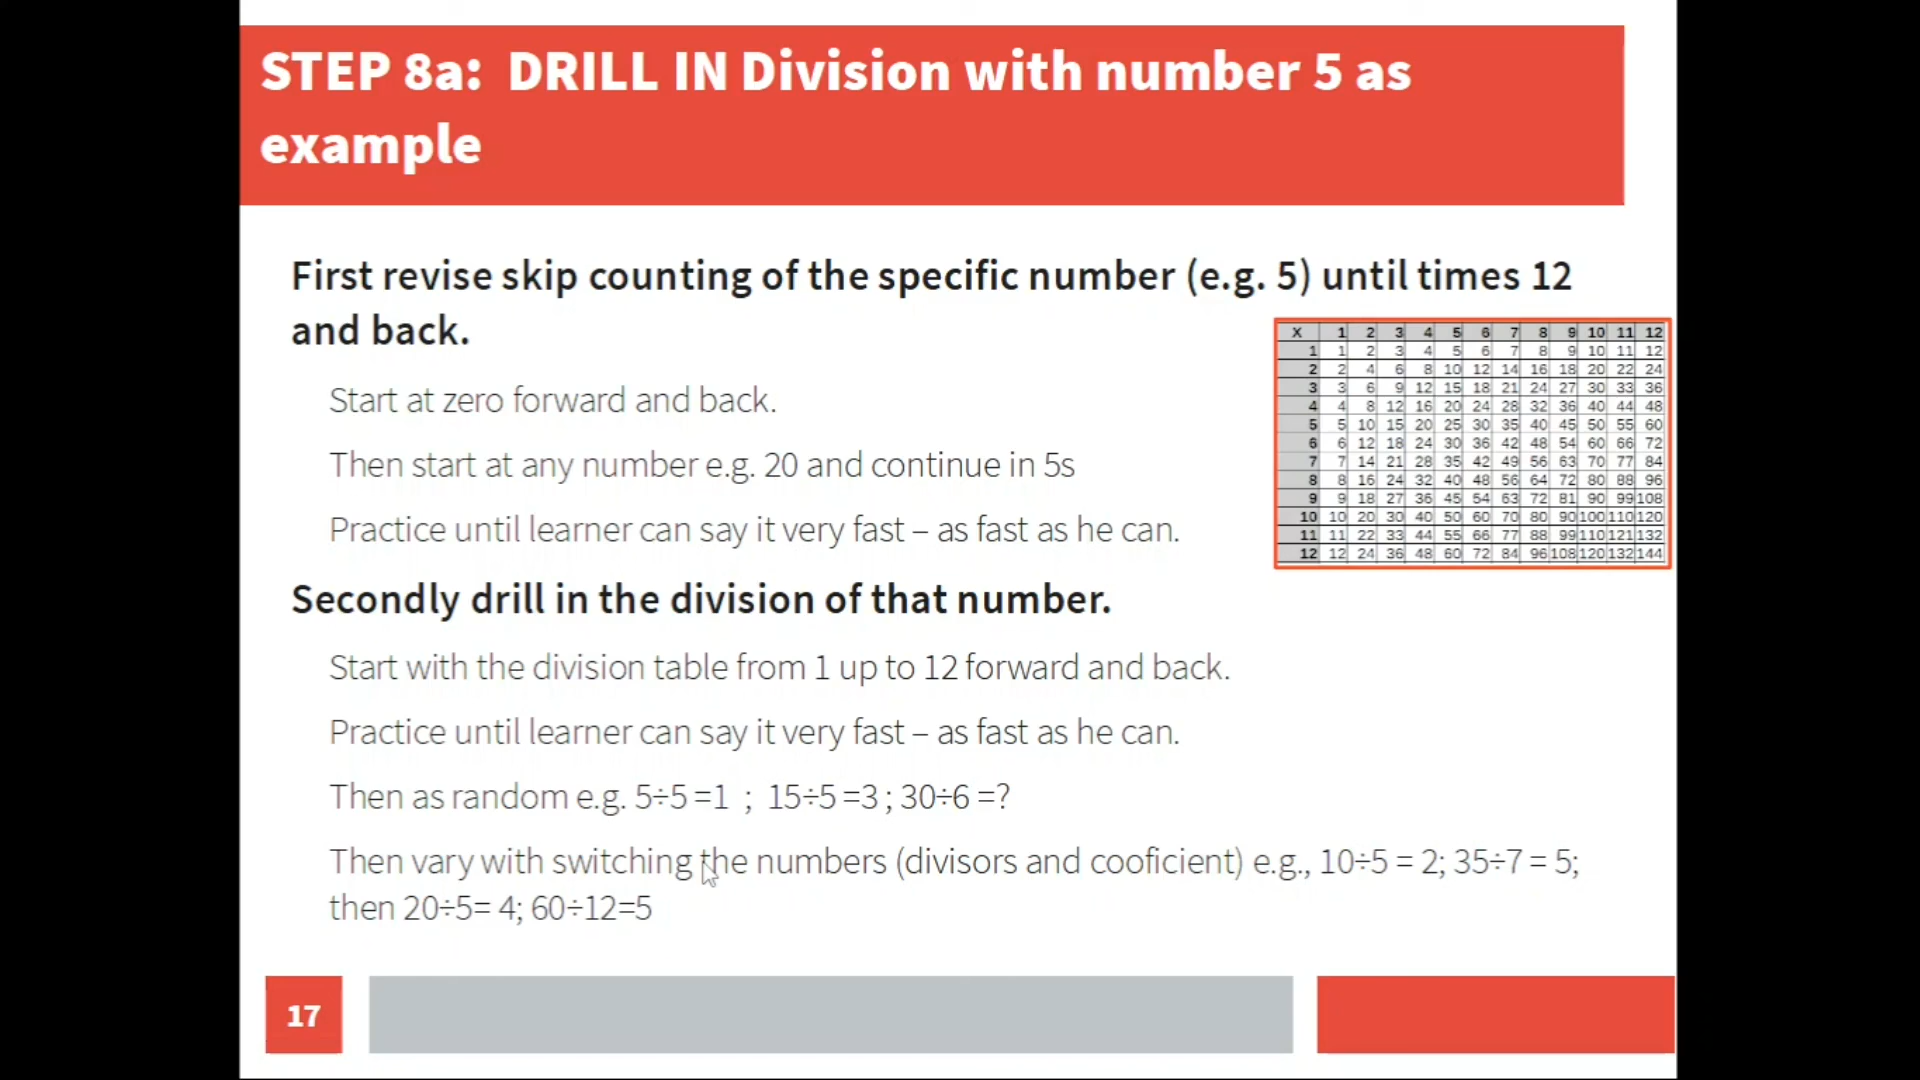 STEP 8a:  DRILL IN Division with number 5 as
example
First revise skip counting of the specific number (e.g. 5) until times 12
and back.
Start at zero forward and back.
Then start at any number e.g. 20 and continue in 5s
Practice until learner can say it very fast – as fast as he can.
X 1 2 3 4 5 6 7 8 9 10 11 12
1 1 2 3 4 5 6 7 8 9 10 11 12
2 2 4 6 8 10 12 14 16 18 20 22 24
3 3 6 9 12 15 18 21 24 27 30 33 36
4 4 8 12 16 20 24 28 32 36 40 44 48
5 5 10 15 20 25 30 35 40 45 50 55 60
6 6 12 18 24 30 36 42 48 54 60 66 72
7 7 14 21 28 35 42 49 56 63 70 77 84
8 8 16 24 32 40 48 56 64 72 80 88 96
9 9 18 27 36 45 54 63 72 81 90 99 108
10 10 20 30 40 50 60 70 80 90 100 110 120
11 11 22 33 44 55 66 77 88 99 110 121 132
12 12 24 36 48 60 72 84 96 108 120 132 144
Secondly drill in the division of that number.
Start with the division table from 1 up to 12 forward and back.
Practice until learner can say it very fast – as fast as he can.
Then as random e.g. 5÷5 =1  ;  15÷5 =3 ; 30÷6 =?
Then vary with switching the numbers (divisors and cooficient) e.g., 10÷5 = 2; 35÷7 = 5;
then 20÷5= 4; 60÷12=5
17